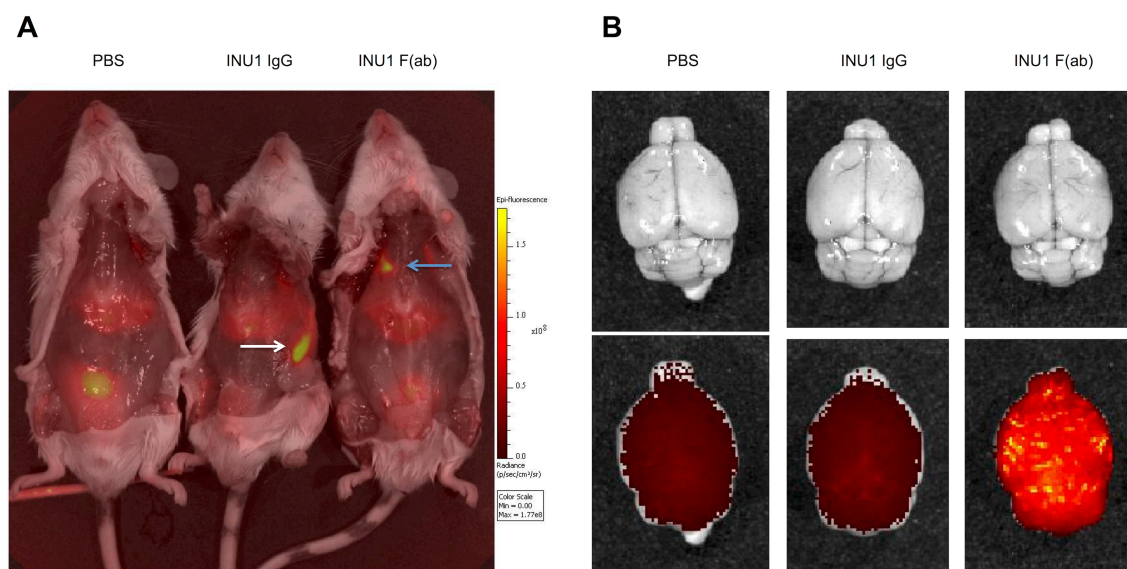 A
PBS
INU1 IgG
INU1 F(ab)
Epi-fluorescence
1.5
1.0
x10⁸
0.5
0.0
Radiance
(p/sec/cm²/sr)
Color Scale
Min = 0.00
Max = 1.77e8
B
PBS
INU1 IgG
INU1 F(ab)